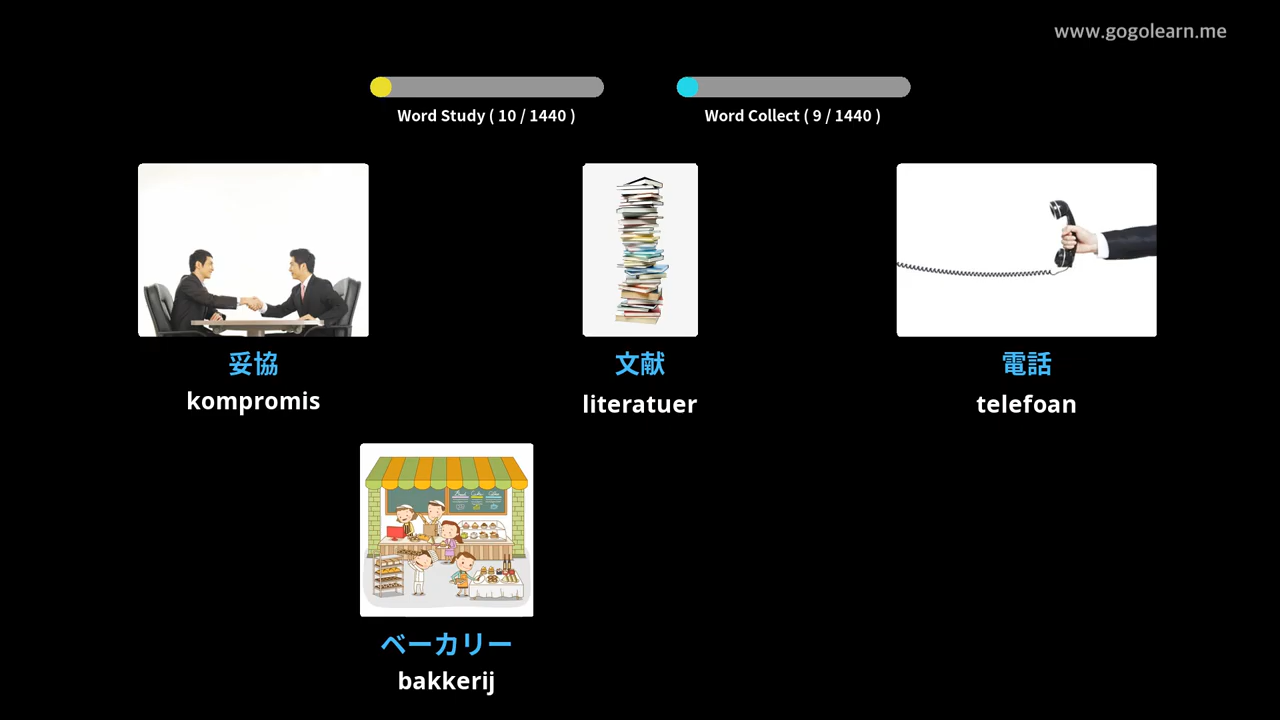 www.gogolearn.me
Word Study ( 10 / 1440 )
Word Collect ( 9 / 1440 )
妥協
kompromis
文献
literatuer
電話
telefoan
ベーカリー
bakkerij